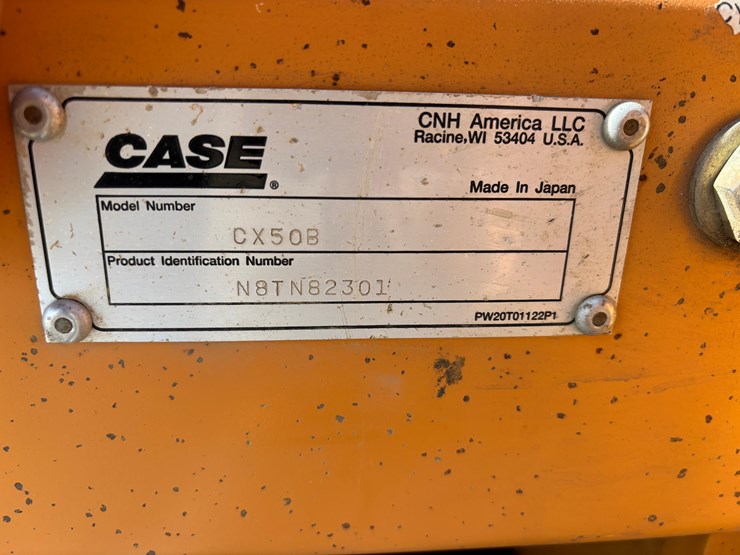 CASE®
CNH America LLC
Racine, WI 53404 U.S.A.
Made In Japan
Model Number
CX50B
Product Identification Number
N8TN82301
PW20T01122P1